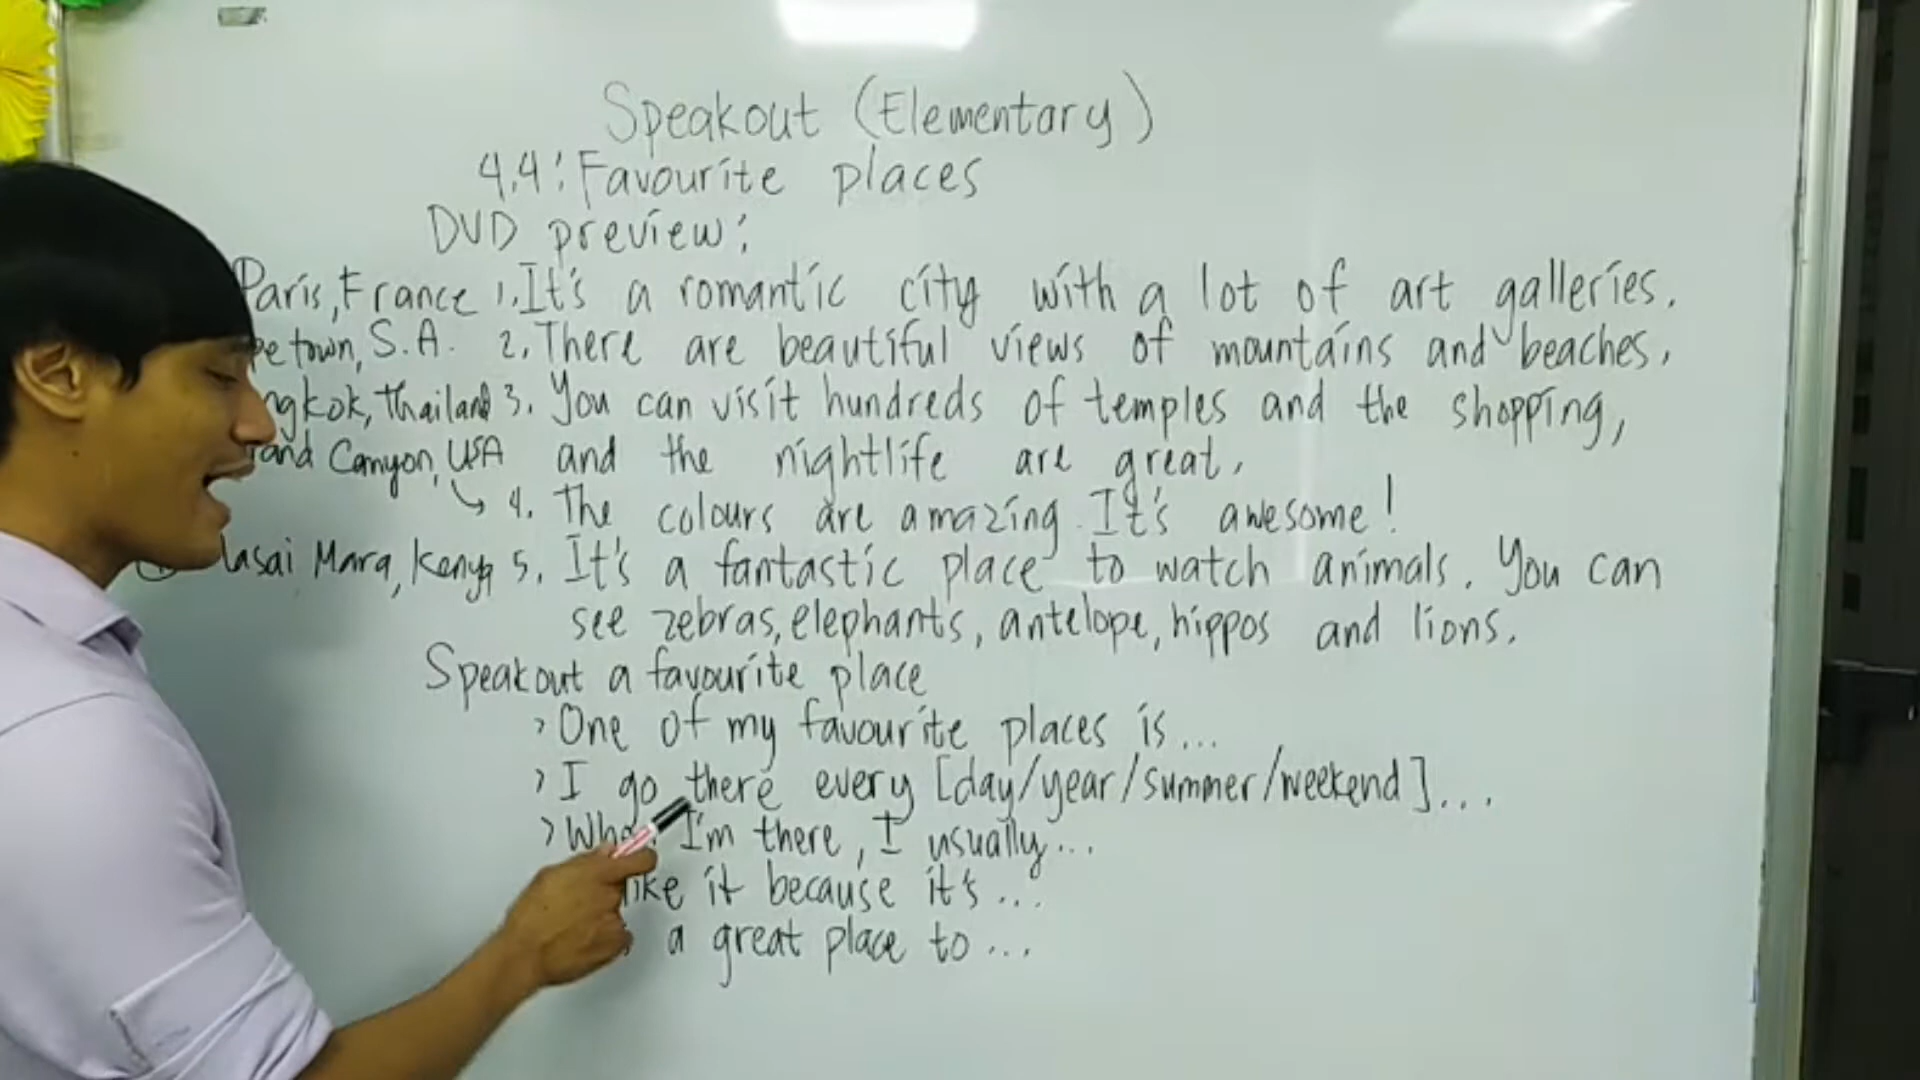 Speakout (Elementary)
4.4: Favourite places
DVD preview:
Paris, France 1. It's a romantic city with a lot of art galleries.
town, S.A. 2. There are beautiful views of mountains and beaches.
Thailand 3. You can visit hundreds of temples and the shopping,
Canyon, USA and the nightlife are great.
4. The colours are amazing. It's awesome!
Mara, Kenya 5. It's a fantastic place to watch animals. You can
see zebras, elephants, antelope, hippos and lions.
Speakout a favourite place
> One of my favourite places is...
> I go there every [day/year/summer/weekend]...
> When I'm there, I usually...
like it because it's...
a great place to...